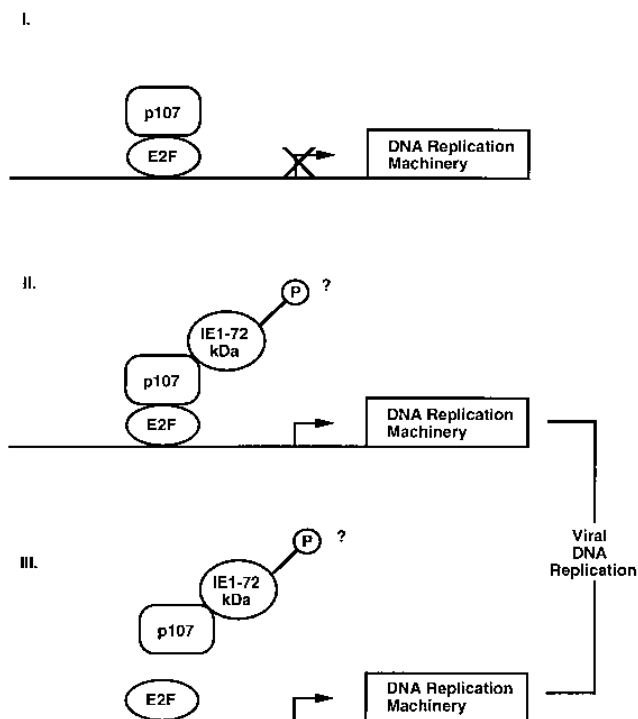 I.
p107
E2F
DNA Replication
Machinery
II.
P
?
IE1-72
kDa
p107
E2F
DNA Replication
Machinery
Viral
DNA
Replication
III.
P
?
IE1-72
kDa
p107
E2F
DNA Replication
Machinery